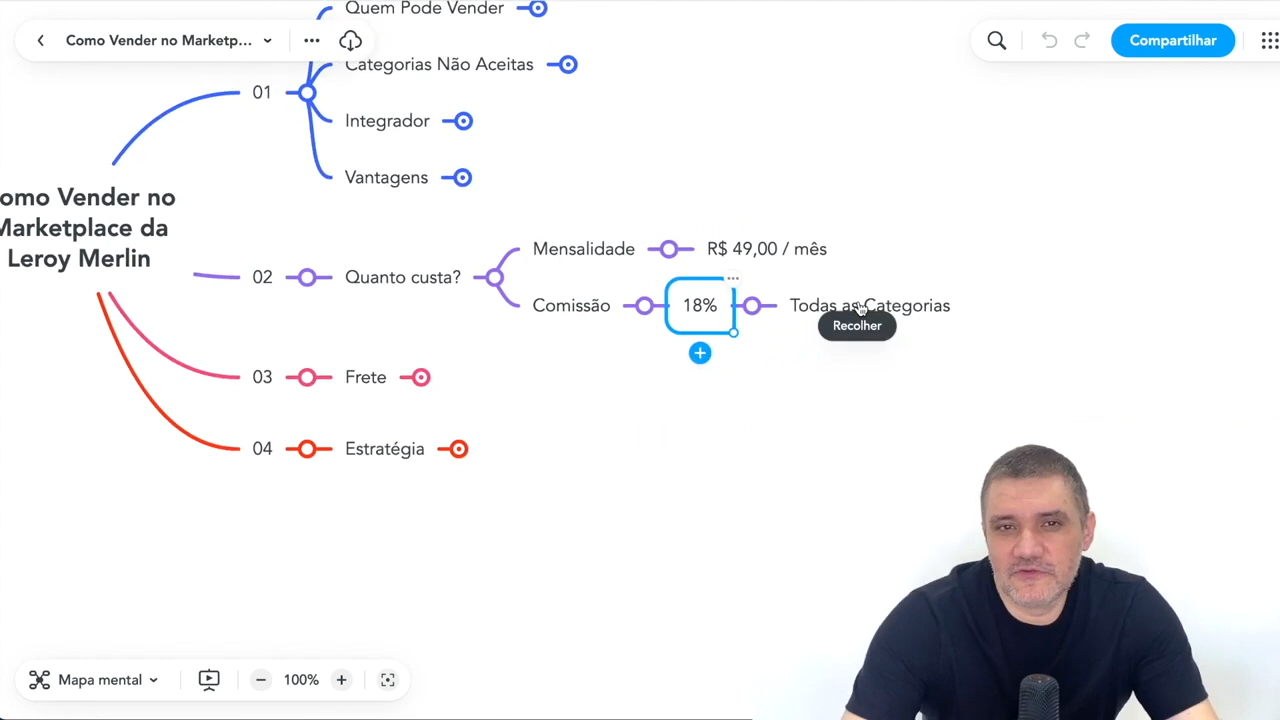 Quem Pode Vender
Como Vender no Marketp...
Compartilhar
Categorias Não Aceitas
01
Integrador
Vantagens
omo Vender no
Marketplace da
Leroy Merlin
02
Quanto custa?
Mensalidade
R$ 49,00 / mês
Comissão
18%
Todas as Categorias
Recolher
03
Frete
04
Estratégia
Mapa mental
100%